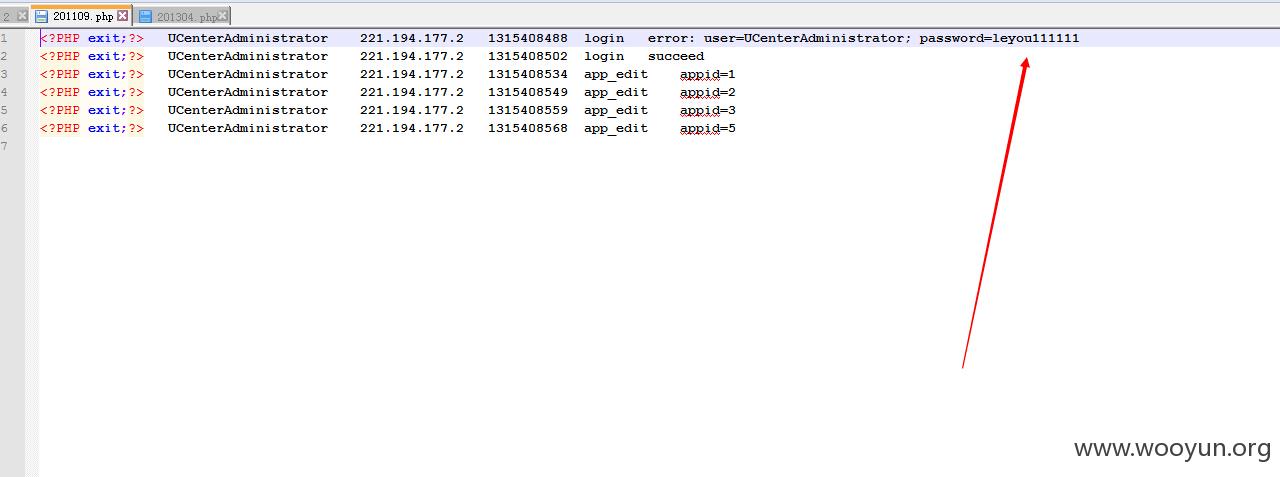 2 201109.php 201304.php
1 <?PHP exit;?> UCenterAdministrator 221.194.177.2 1315408488 login error: user=UCenterAdministrator; password=leyou111111
2 <?PHP exit;?> UCenterAdministrator 221.194.177.2 1315408502 login succeed
3 <?PHP exit;?> UCenterAdministrator 221.194.177.2 1315408534 app_edit appid=1
4 <?PHP exit;?> UCenterAdministrator 221.194.177.2 1315408549 app_edit appid=2
5 <?PHP exit;?> UCenterAdministrator 221.194.177.2 1315408559 app_edit appid=3
6 <?PHP exit;?> UCenterAdministrator 221.194.177.2 1315408568 app_edit appid=5
7
www.wooyun.org